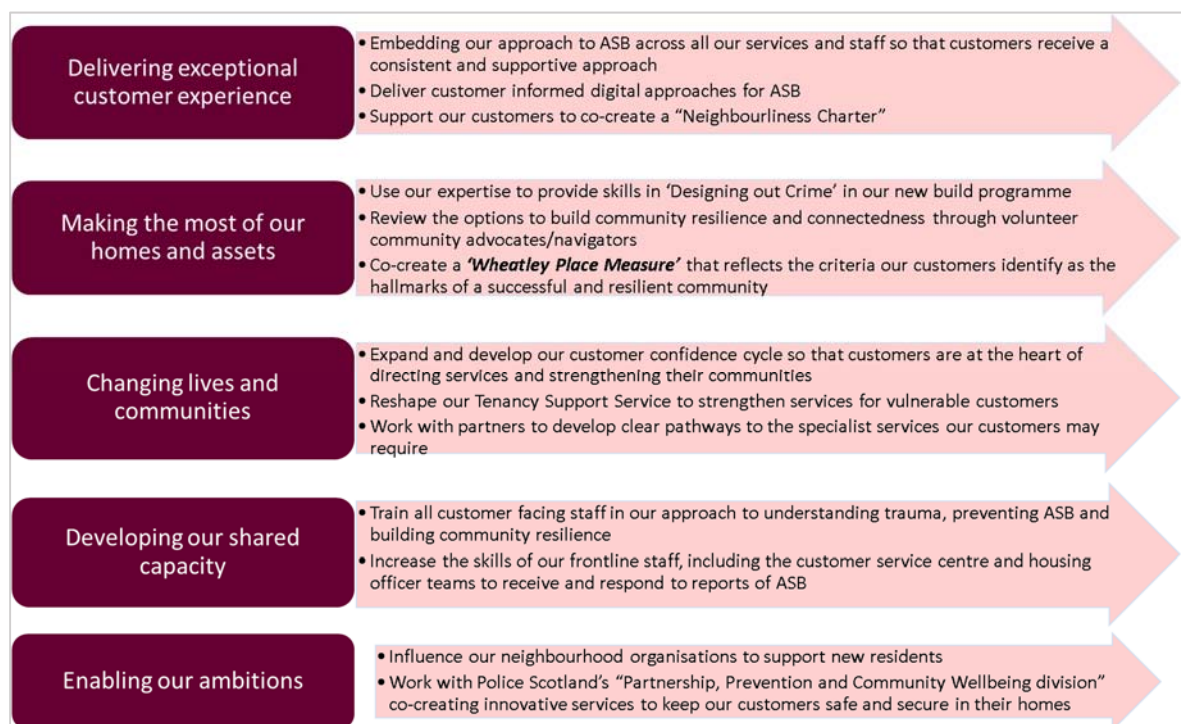 Delivering exceptional
customer experience
• Embedding our approach to ASB across all our services and staff so that customers receive a
consistent and supportive approach
• Deliver customer informed digital approaches for ASB
• Support our customers to co-create a “Neighbourliness Charter”
Making the most of our
homes and assets
• Use our expertise to provide skills in ‘Designing out Crime’ in our new build programme
• Review the options to build community resilience and connectedness through volunteer
community advocates/navigators
• Co-create a ‘Wheatley Place Measure’ that reflects the criteria our customers identify as the
hallmarks of a successful and resilient community
Changing lives and
communities
• Expand and develop our customer confidence cycle so that customers are at the heart of
directing services and strengthening their communities
• Reshape our Tenancy Support Service to strengthen services for vulnerable customers
• Work with partners to develop clear pathways to the specialist services our customers may
require
Developing our shared
capacity
• Train all customer facing staff in our approach to understanding trauma, preventing ASB and
building community resilience
• Increase the skills of our frontline staff, including the customer service centre and housing
officer teams to receive and respond to reports of ASB
Enabling our ambitions
• Influence our neighbourhood organisations to support new residents
• Work with Police Scotland’s “Partnership, Prevention and Community Wellbeing division”
co-creating innovative services to keep our customers safe and secure in their homes